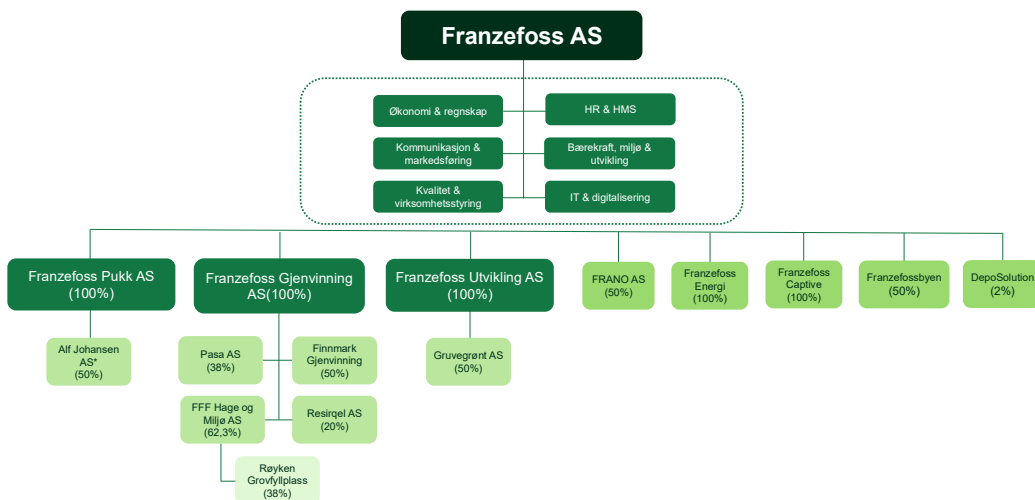 Franzefoss AS
Økonomi & regnskap
HR & HMS
Kommunikasjon &
markedsføring
Bærekraft, miljø &
utvikling
Kvalitet &
virksomhetsstyring
IT & digitalisering
Franzefoss Pukk AS
(100%)
Franzefoss Gjenvinning
AS(100%)
Franzefoss Utvikling AS
(100%)
FRANO AS
(50%)
Franzefoss
Energi
(100%)
Franzefoss
Captive
(100%)
Franzefossbyen
(50%)
DepoSolution
(2%)
Alf Johansen
AS*
(50%)
Pasa AS
(38%)
Finnmark
Gjenvinning
(50%)
Gruvegrønt AS
(50%)
FFF Hage og
Miljø AS
(62,3%)
Resirqel AS
(20%)
Røyken
Grovfyllplass
(38%)